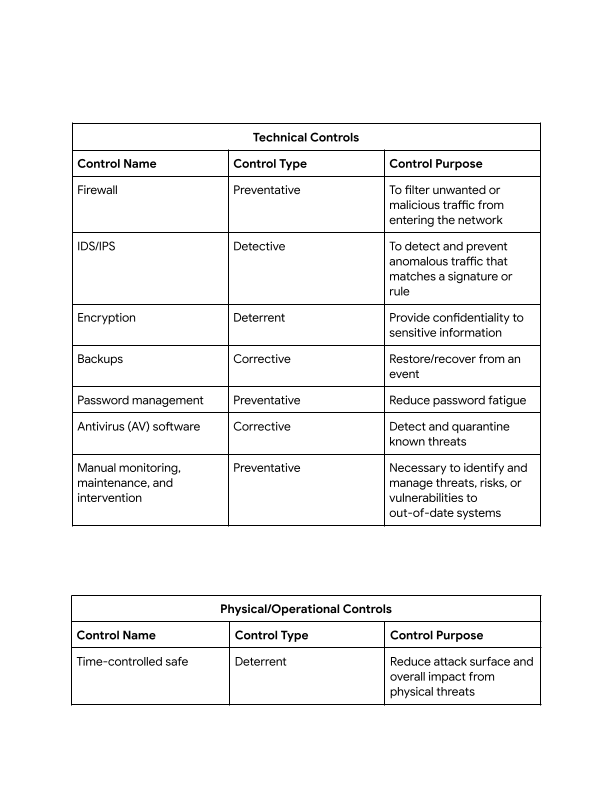 Technical Controls
Control Name Control Type Control Purpose
Firewall Preventative To filter unwanted or
malicious traffic from
entering the network
IDS/IPS Detective To detect and prevent
anomalous traffic that
matches a signature or
rule
Encryption Deterrent Provide confidentiality to
sensitive information
Backups Corrective Restore/recover from an
event
Password management Preventative Reduce password fatigue
Antivirus (AV) software Corrective Detect and quarantine
known threats
Manual monitoring, Preventative Necessary to identify and
maintenance, and manage threats, risks, or
intervention vulnerabilities to
out-of-date systems
Physical/Operational Controls
Control Name Control Type Control Purpose
Time-controlled safe Deterrent Reduce attack surface and
overall impact from
physical threats